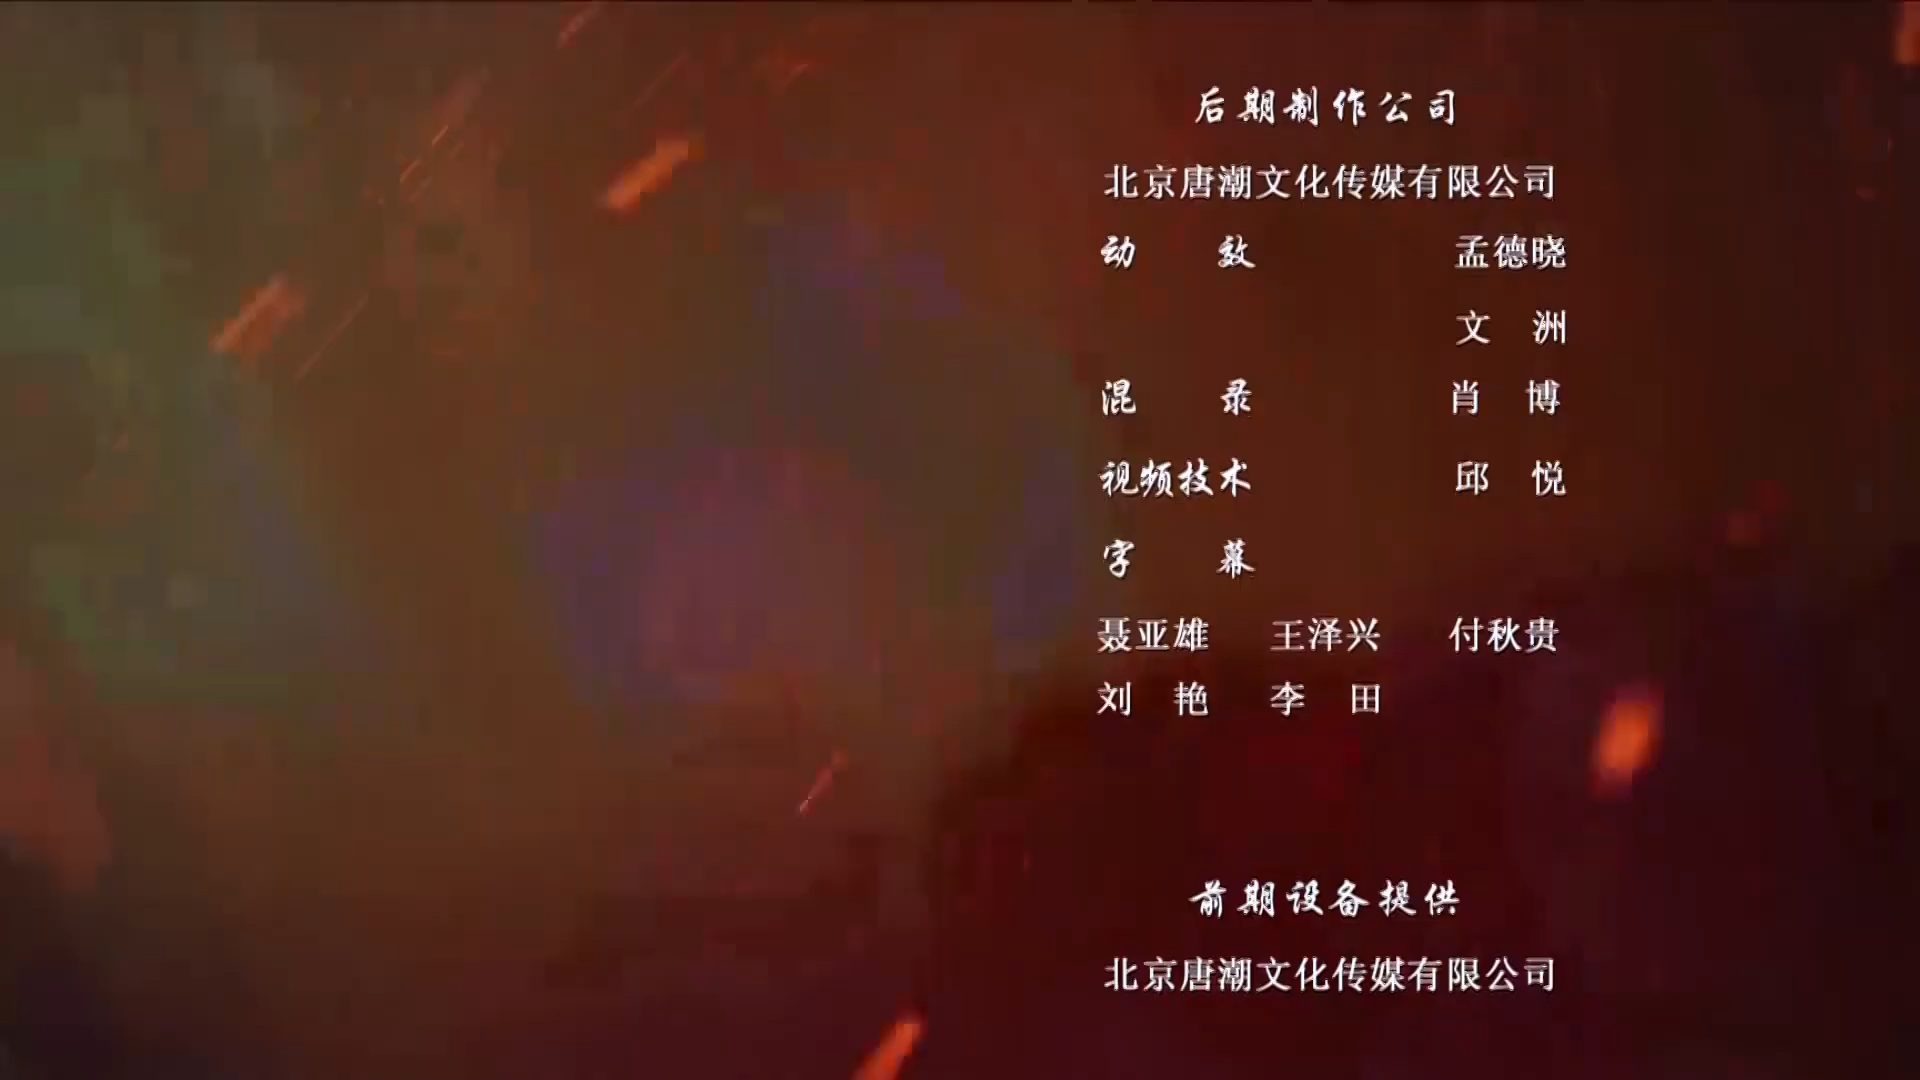 后期制作公司
北京唐潮文化传媒有限公司
动 效 孟德晓
文 洲
混 录 肖 博
视频技术 邱 悦
字 幕
聂亚雄 王泽兴 付秋贵
刘 艳 李 田
前期设备提供
北京唐潮文化传媒有限公司